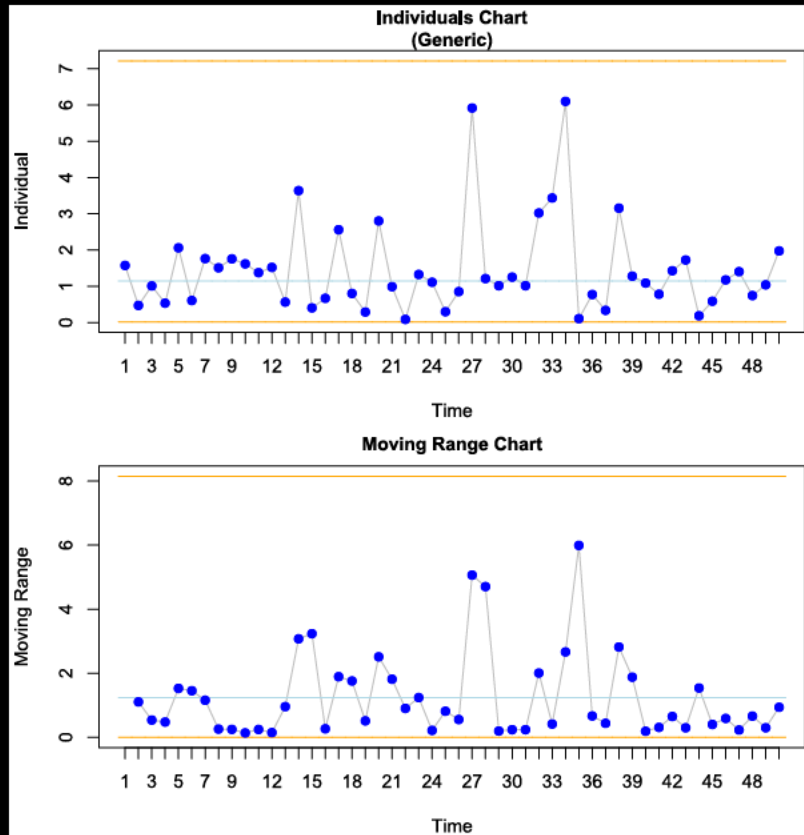 Individuals Chart
(Generic)
7
6
5
4
3
2
1
0
Individual
1 3 5 7 9 12 15 18 21 24 27 30 33 36 39 42 45 48
Time
Moving Range Chart
8
6
4
2
0
Moving Range
1 3 5 7 9 12 15 18 21 24 27 30 33 36 39 42 45 48
Time